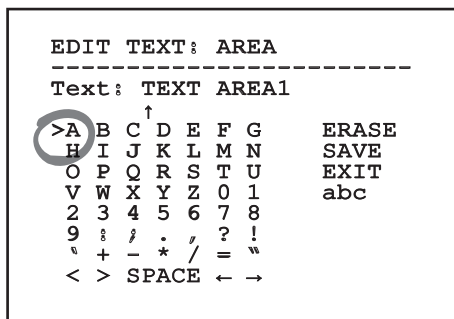 EDIT TEXT: AREA
------------------------
Text: TEXT AREA1
↑
>A B C D E F G ERASE
H I J K L M N SAVE
O P Q R S T U EXIT
V W X Y Z 0 1 abc
2 3 4 5 6 7 8
9 : ; . , ? !
‘ + - * / = “
< > SPACE ← →